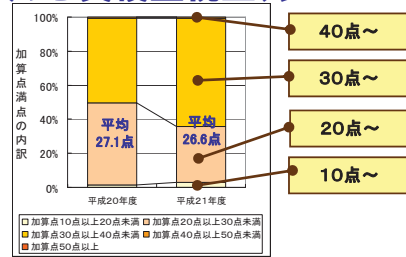 100%
80%
60%
40%
20%
0%
加算点満点の内訳
平均
27.1点
平均
26.6点
平成20年度
平成21年度
加算点10点以上20点未満
加算点20点以上30点未満
加算点30点以上40点未満
加算点40点以上50点未満
加算点50点以上
40点～
30点～
20点～
10点～